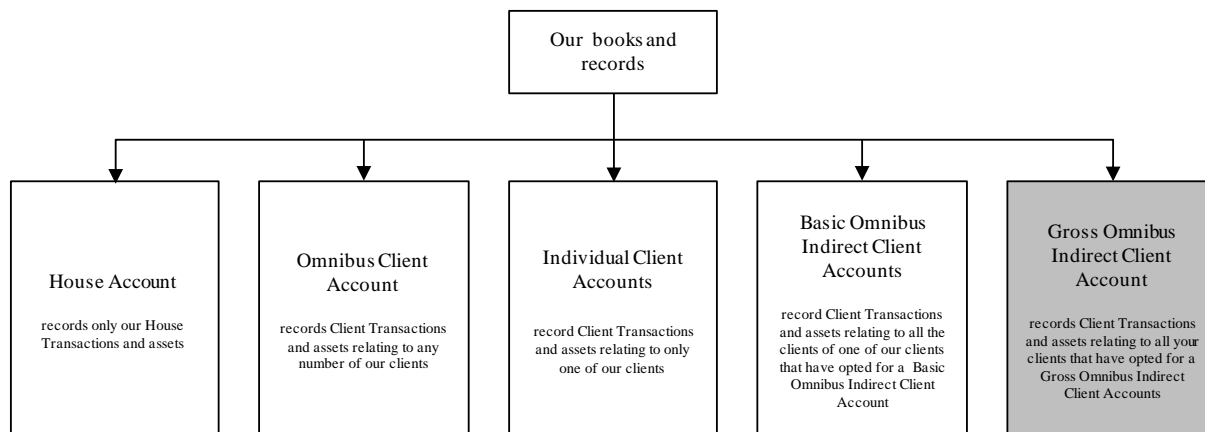 Our books and
records
House Account
records only our House
Transactions and assets
Omnibus Client
Account
records Client Transactions
and assets relating to any
number of our clients
Individual Client
Accounts
record Client Transactions
and assets relating to only
one of our clients
Basic Omnibus
Indirect Client
Accounts
record Client Transactions
and assets relating to all the
clients of one of our clients
that have opted for a Basic
Omnibus Indirect Client
Account
Gross Omnibus
Indirect Client
Account
records Client Transactions
and assets relating to all your
clients that have opted for a
Gross Omnibus Indirect
Client Accounts